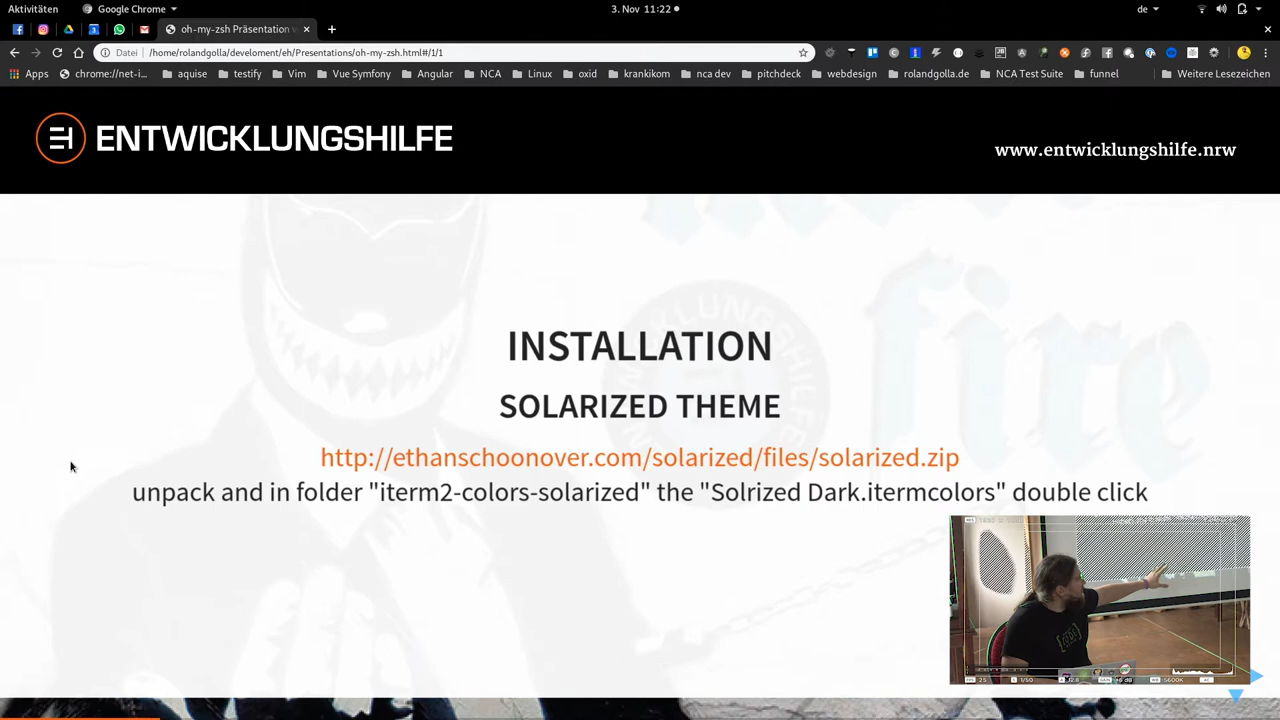 Aktivitäten
Google Chrome
3. Nov 11:22
de
oh-my-zsh Präsentation
Datei
/home/rolandgolla/develoment/eh/Presentations/oh-my-zsh.html#/1/1
Apps
chrome://net-i...
aquise
testify
Vim
Vue Symfony
Angular
NCA
Linux
oxid
krankikom
nca dev
pitchdeck
webdesign
rolandgolla.de
NCA Test Suite
funnel
Weitere Lesezeichen
ENTWICKLUNGSHILFE
www.entwicklungshilfe.nrw
INSTALLATION
SOLARIZED THEME
http://ethanschoonover.com/solarized/files/solarized.zip
unpack and in folder "iterm2-colors-solarized" the "Solrized Dark.itermcolors" double click
fire